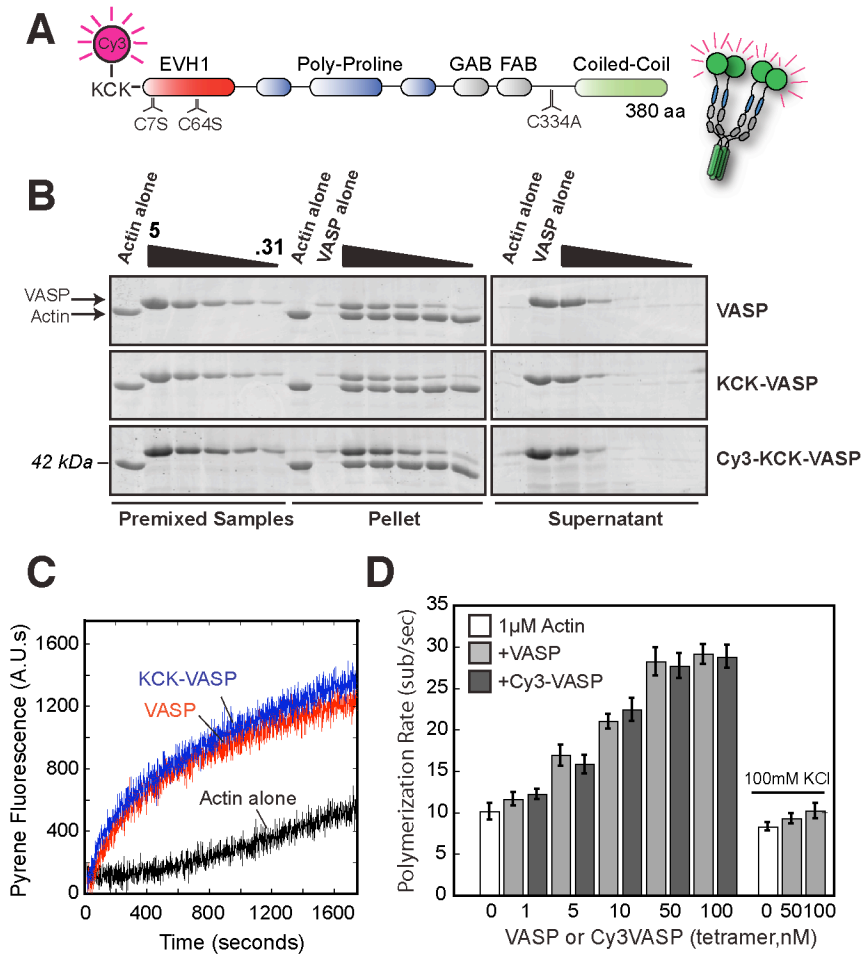 A
Cy3
KCK
EVH1
Poly-Proline
GAB
FAB
Coiled-Coil
C7S
C64S
C334A
380 aa
B
Actin alone
5
.31
Actin alone
VASP alone
Actin alone
VASP alone
VASP
Actin
42 kDa
VASP
KCK-VASP
Cy3-KCK-VASP
Premixed Samples
Pellet
Supernatant
C
Pyrene Fluorescence (A.U.s)
1600
1200
800
400
0
KCK-VASP
VASP
Actin alone
0 400 800 1200 1600
Time (seconds)
D
Polymerization Rate (sub/sec)
35
30
25
20
15
10
5
0
1µM Actin
+VASP
+Cy3-VASP
100mM KCl
0 1 5 10 50 100 0 50 100
VASP or Cy3VASP (tetramer,nM)